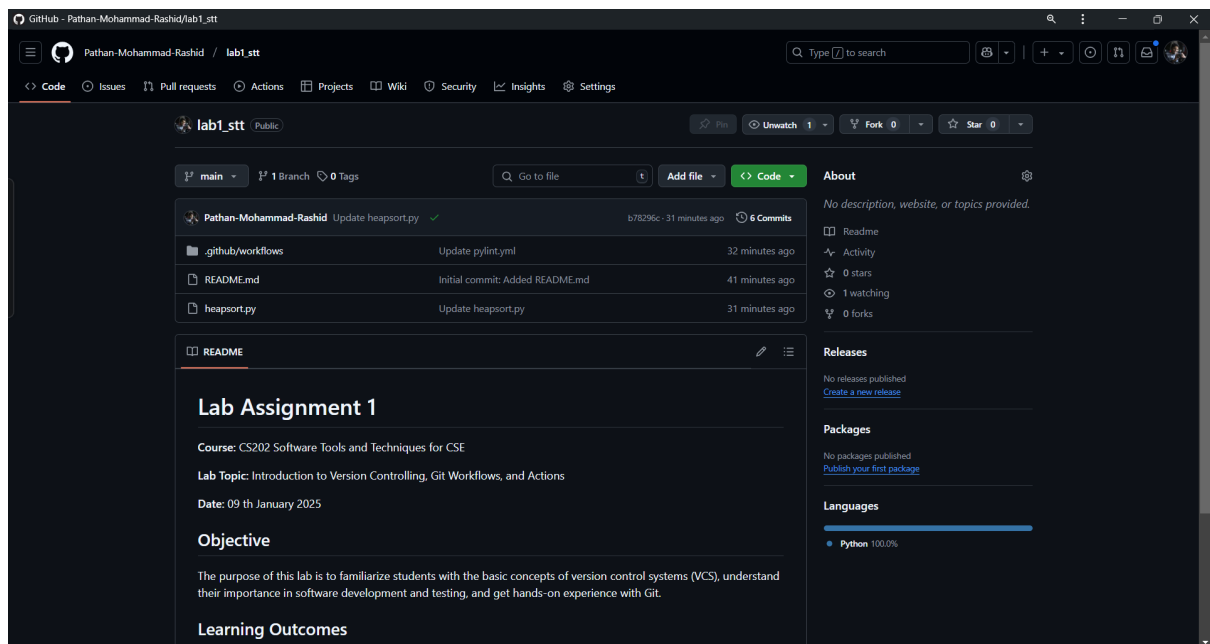 GitHub - Pathan-Mohammad-Rashid/lab1_stt
Pathan-Mohammad-Rashid / lab1_stt
Type / to search
Code Issues Pull requests Actions Projects Wiki Security Insights Settings
lab1_stt Public
Pin Unwatch 1 Fork 0 Star 0
main 1 Branch 0 Tags Go to file t Add file Code
Pathan-Mohammad-Rashid Update heapsort.py b78296c · 31 minutes ago 6 Commits
.github/workflows Update pylint.yml 32 minutes ago
README.md Initial commit: Added README.md 41 minutes ago
heapsort.py Update heapsort.py 31 minutes ago
README
Lab Assignment 1
Course: CS202 Software Tools and Techniques for CSE
Lab Topic: Introduction to Version Controlling, Git Workflows, and Actions
Date: 09 th January 2025
Objective
The purpose of this lab is to familiarize students with the basic concepts of version control systems (VCS), understand
their importance in software development and testing, and get hands-on experience with Git.
Learning Outcomes
About
No description, website, or topics provided.
Readme
Activity
0 stars
1 watching
0 forks
Releases
No releases published
Create a new release
Packages
No packages published
Publish your first package
Languages
Python 100.0%